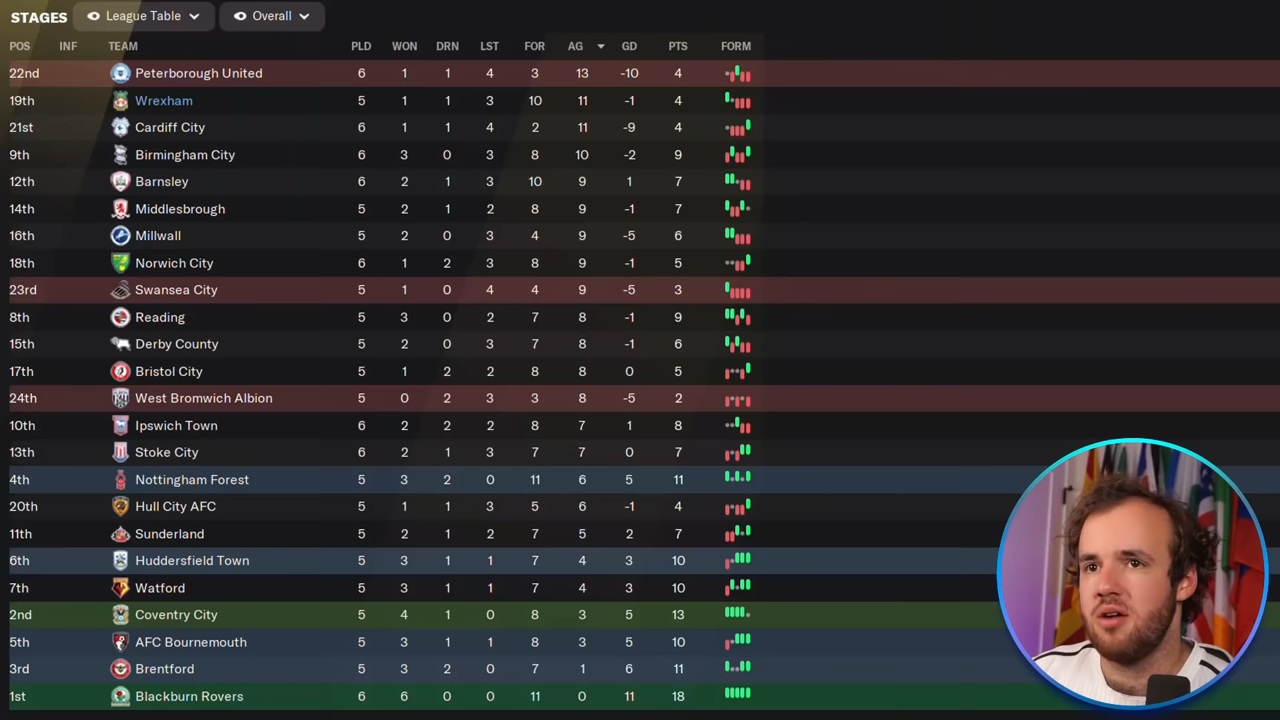 STAGES League Table Overall
POS INF TEAM PLD WON DRN LST FOR AG GD PTS FORM
22nd Peterborough United 6 1 1 4 3 13 -10 4
19th Wrexham 5 1 1 3 10 11 -1 4
21st Cardiff City 6 1 1 4 2 11 -9 4
9th Birmingham City 6 3 0 3 8 10 -2 9
12th Barnsley 6 2 1 3 10 9 1 7
14th Middlesbrough 5 2 1 2 8 9 -1 7
16th Millwall 5 2 0 3 4 9 -5 6
18th Norwich City 6 1 2 3 8 9 -1 5
23rd Swansea City 5 1 0 4 4 9 -5 3
8th Reading 5 3 0 2 7 8 -1 9
15th Derby County 5 2 0 3 7 8 -1 6
17th Bristol City 5 1 2 2 8 8 0 5
24th West Bromwich Albion 5 0 2 3 3 8 -5 2
10th Ipswich Town 6 2 2 2 8 7 1 8
13th Stoke City 6 2 1 3 7 7 0 7
4th Nottingham Forest 5 3 2 0 11 6 5 11
20th Hull City AFC 5 1 1 3 5 6 -1 4
11th Sunderland 5 2 1 2 7 5 2 7
6th Huddersfield Town 5 3 1 1 7 4 3 10
7th Watford 5 3 1 1 7 4 3 10
2nd Coventry City 5 4 1 0 8 3 5 13
5th AFC Bournemouth 5 3 1 1 8 3 5 10
3rd Brentford 5 3 2 0 7 1 6 11
1st Blackburn Rovers 6 6 0 0 11 0 11 18